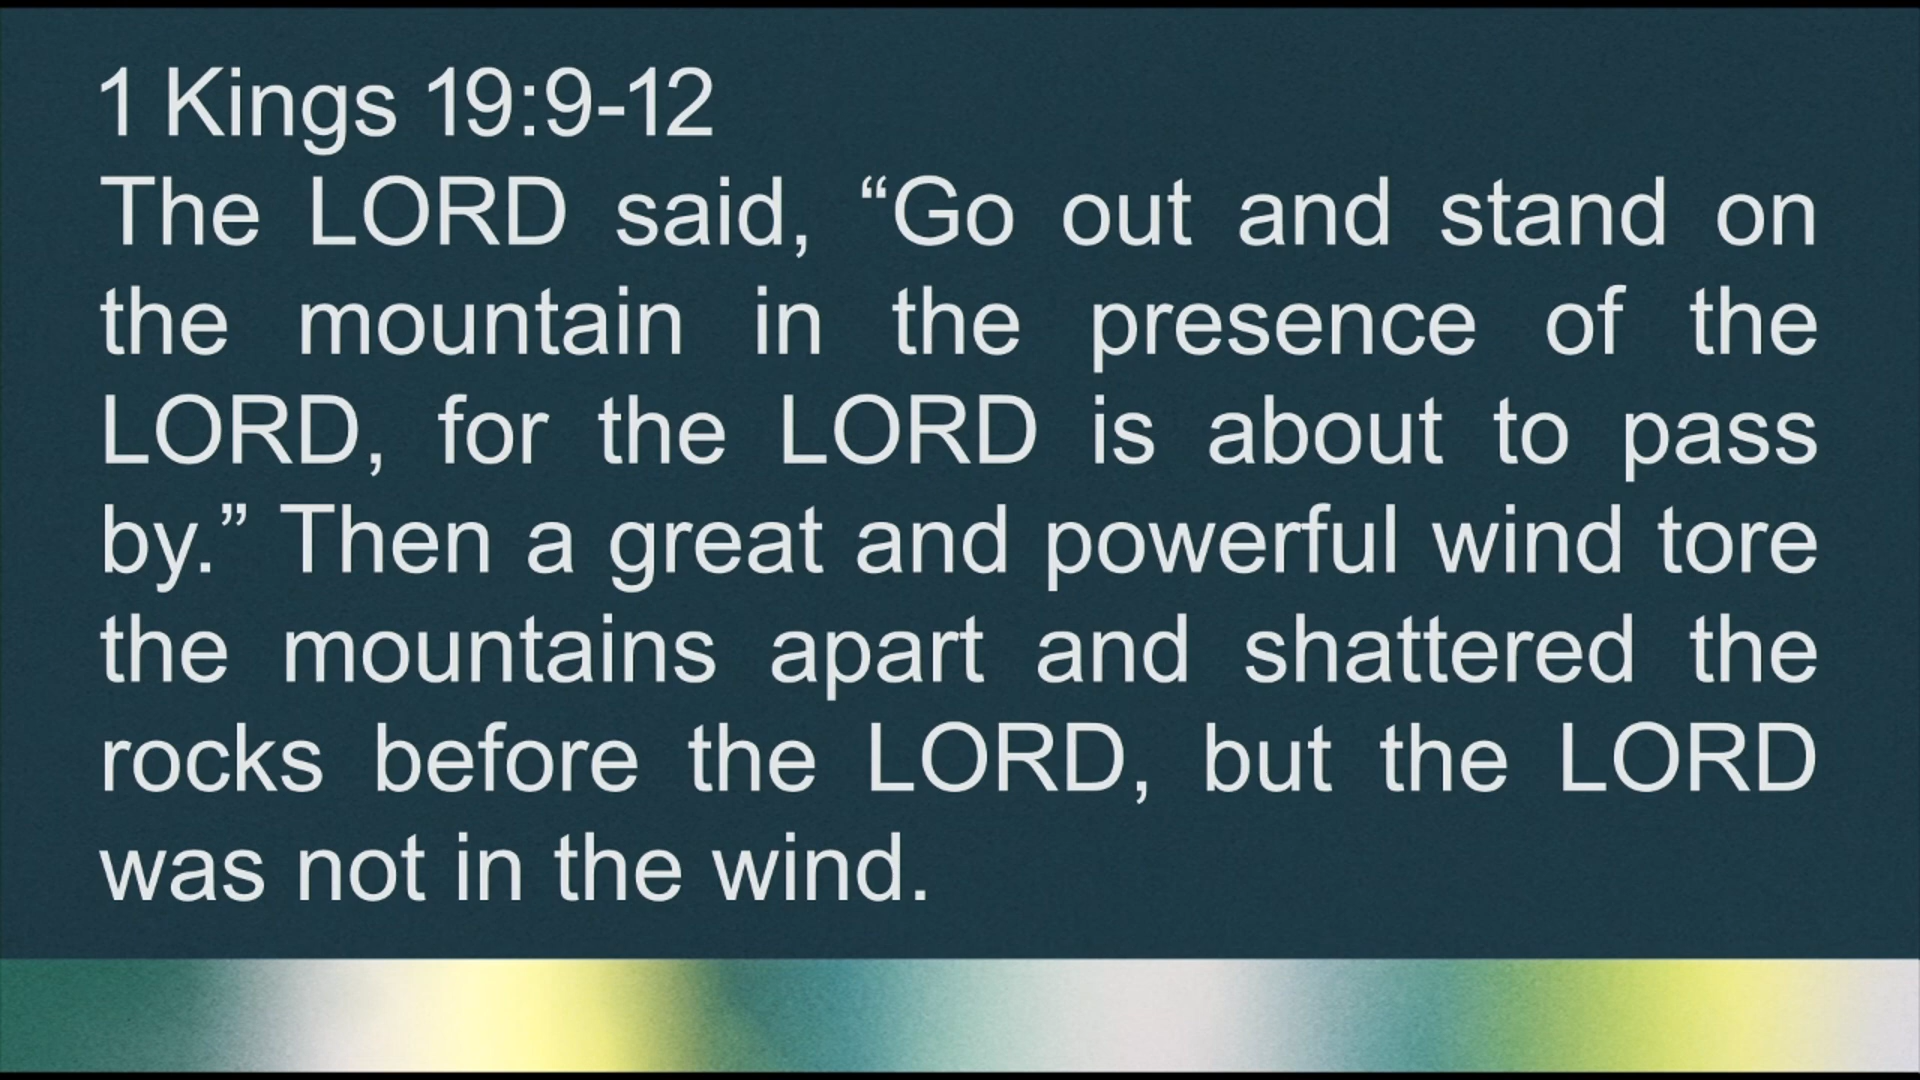 1 Kings 19:9-12
The LORD said, “Go out and stand on
the mountain in the presence of the
LORD, for the LORD is about to pass
by.” Then a great and powerful wind tore
the mountains apart and shattered the
rocks before the LORD, but the LORD
was not in the wind.